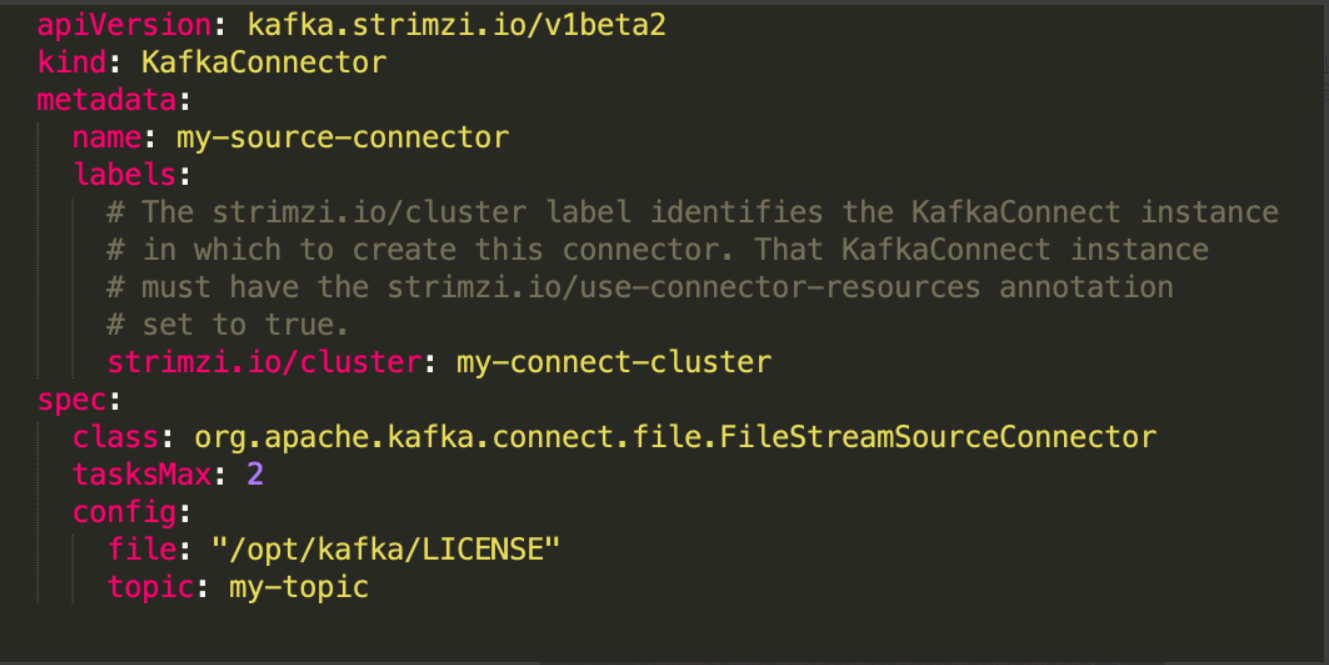 apiVersion: kafka.strimzi.io/v1beta2
kind: KafkaConnector
metadata:
  name: my-source-connector
  labels:
    # The strimzi.io/cluster label identifies the KafkaConnect instance
    # in which to create this connector. That KafkaConnect instance
    # must have the strimzi.io/use-connector-resources annotation
    # set to true.
    strimzi.io/cluster: my-connect-cluster
spec:
  class: org.apache.kafka.connect.file.FileStreamSourceConnector
  tasksMax: 2
  config:
    file: "/opt/kafka/LICENSE"
    topic: my-topic